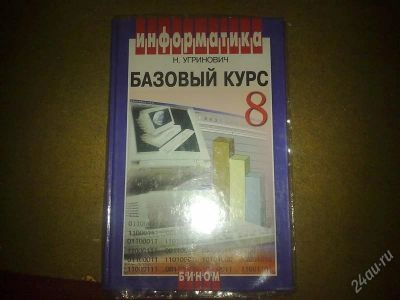 информатика
Н. УГРИНОВИЧ
БАЗОВЫЙ КУРС
8
БИНОМ
24au.ru